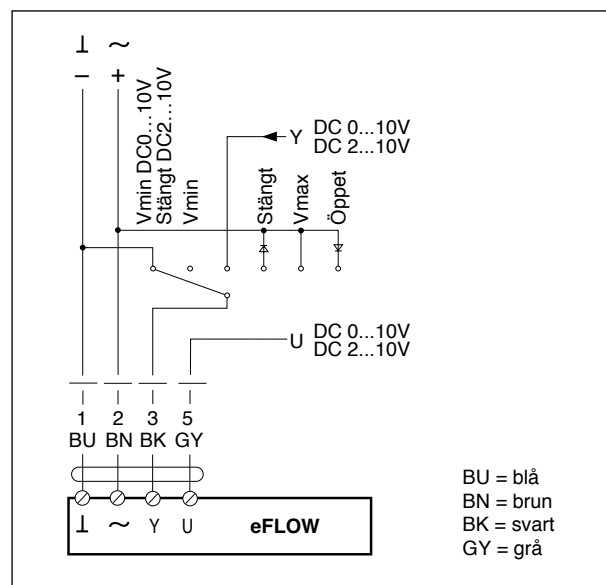 ⊥ ~
− +
Vmin DC0...10V
Stängt DC2...10V
Vmin
Y DC 0...10V
DC 2...10V
Stängt
Vmax
Öppet
U DC 0...10V
DC 2...10V
1 2 3 5
BU BN BK GY
⊥ ~ Y U eFLOW
BU = blå
BN = brun
BK = svart
GY = grå